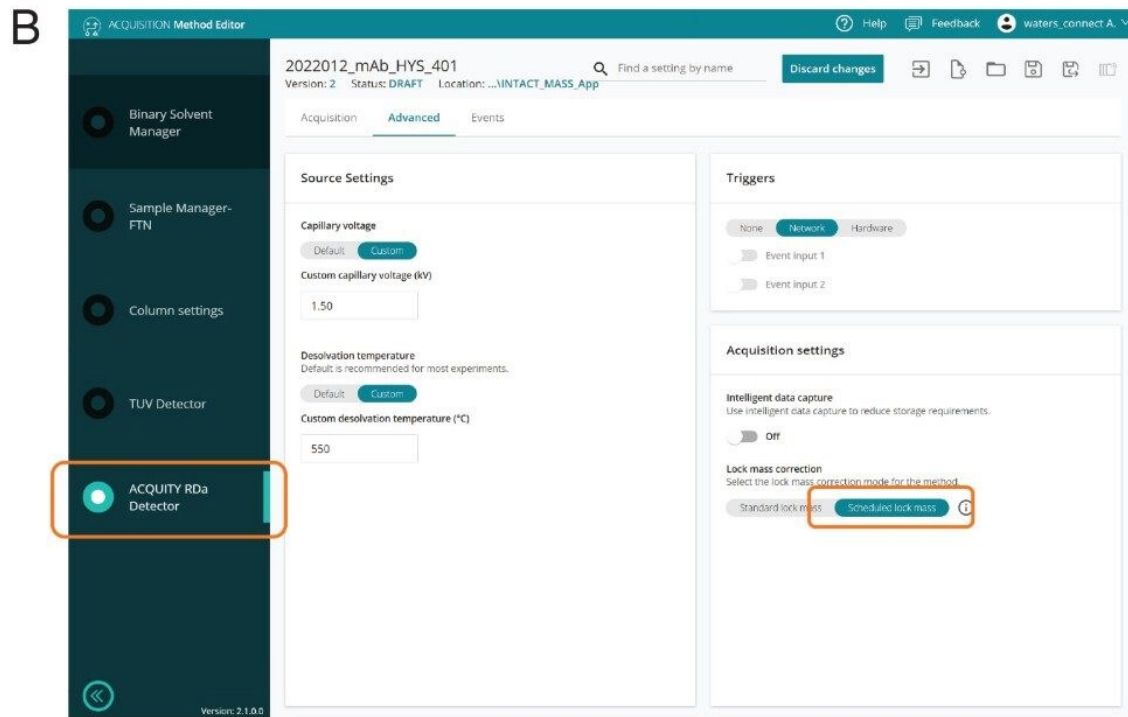 B
ACQUISITION Method Editor
Help
Feedback
waters_connect A.
Binary Solvent
Manager
Sample Manager-
FTN
Column settings
TUV Detector
ACQUITY RDa
Detector
Version: 2.1.0.0
2022012_mAb_HYS_401
Version: 2 Status: DRAFT Location: ...\INTACT_MASS_App
Find a setting by name
Discard changes
Acquisition Advanced Events
Source Settings
Capillary voltage
Default Custom
Custom capillary voltage (kV)
1.50
Desolvation temperature
Default is recommended for most experiments.
Default Custom
Custom desolvation temperature (°C)
550
Triggers
None Network Hardware
Event input 1
Event input 2
Acquisition settings
Intelligent data capture
Use intelligent data capture to reduce storage requirements.
Off
Lock mass correction
Select the lock mass correction mode for the method.
Standard lock mass Scheduled lock mass